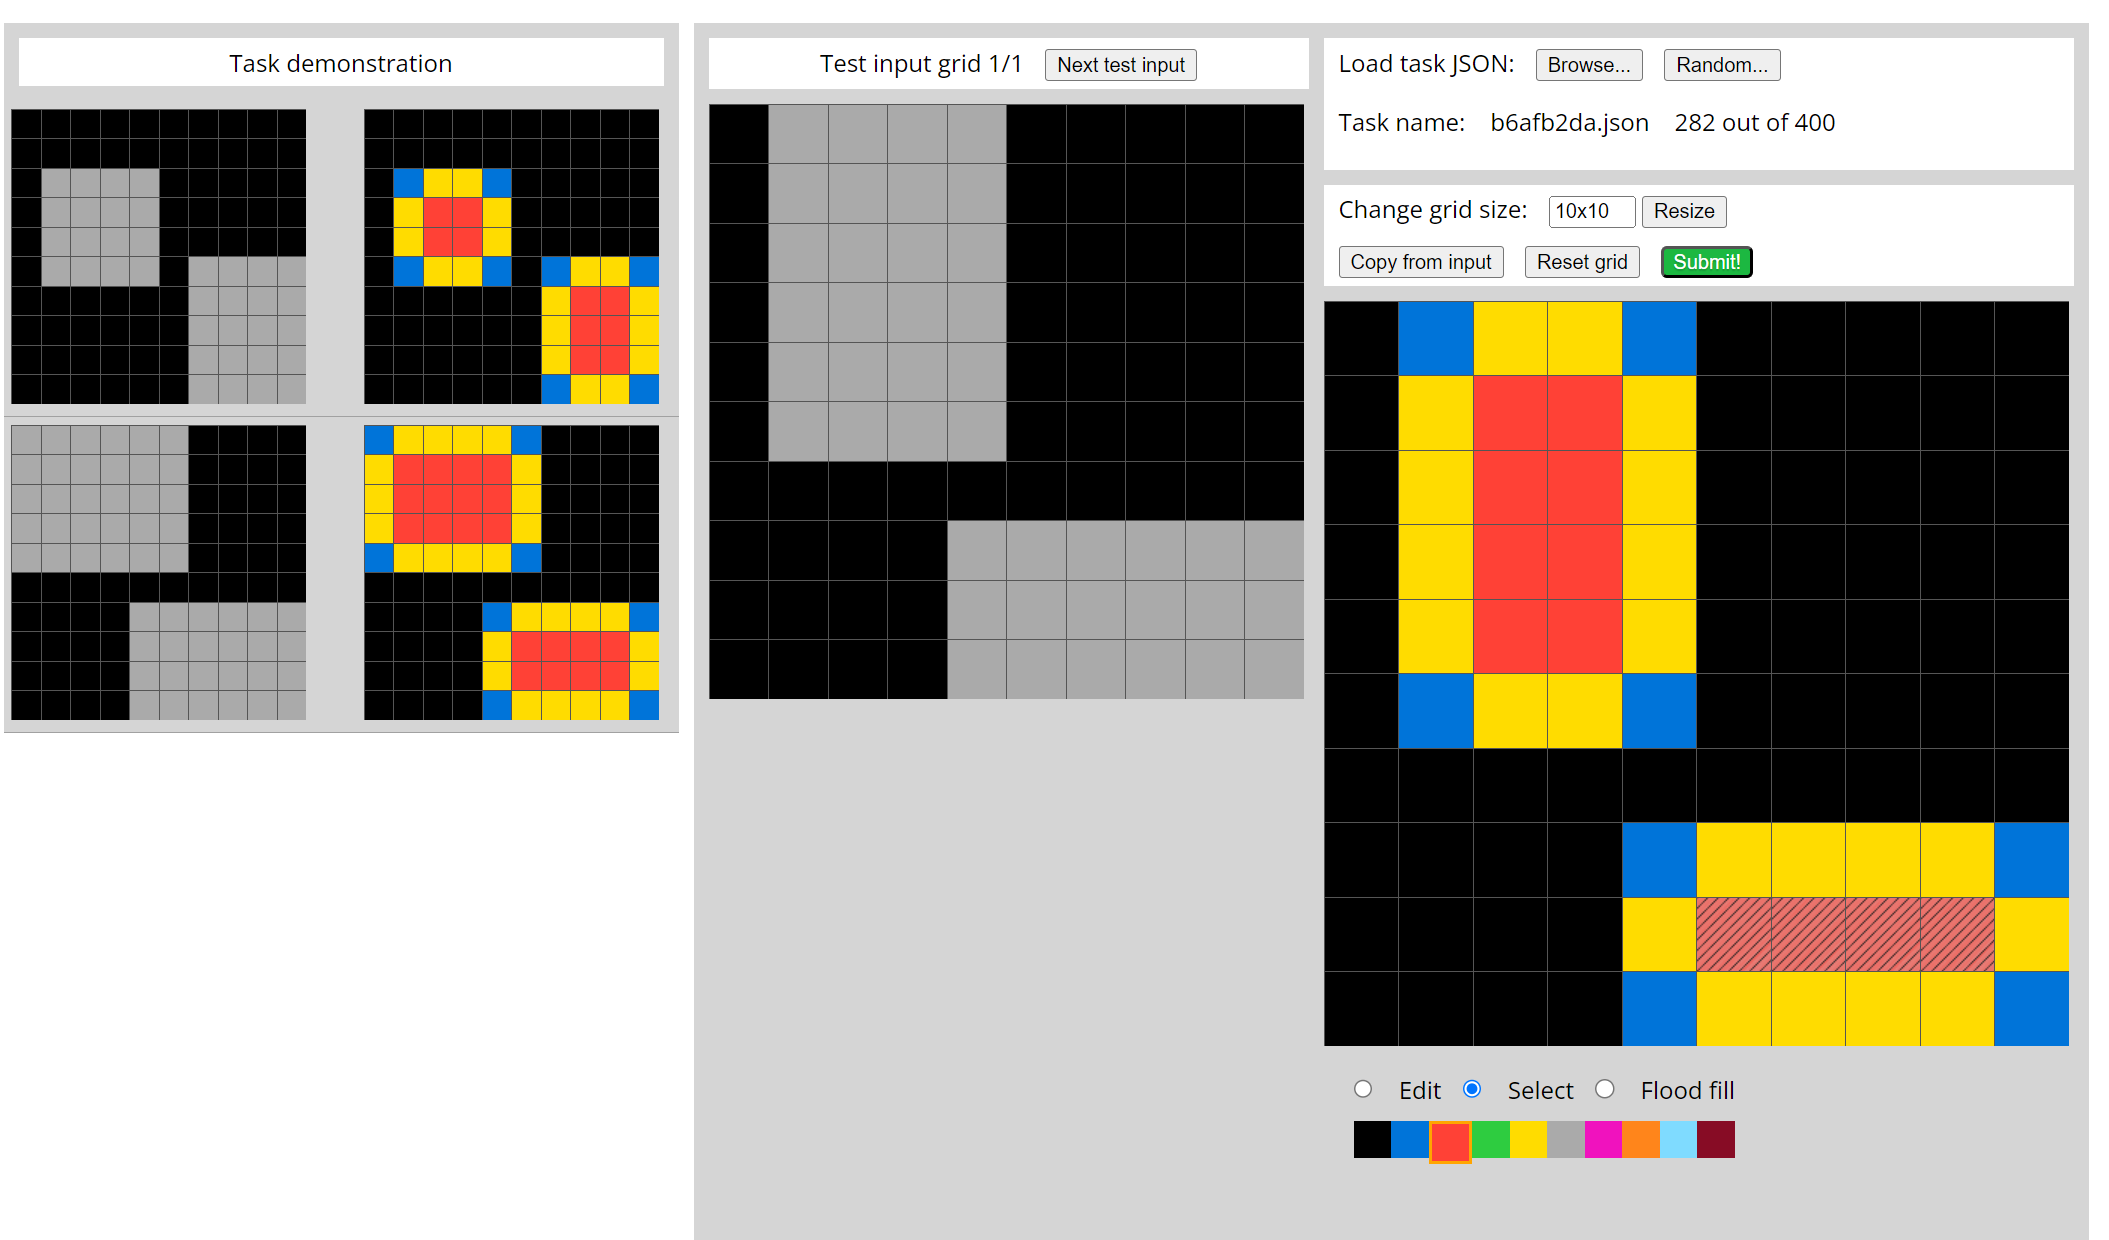 Task demonstration
Test input grid 1/1 Next test input
Load task JSON: Browse... Random...
Task name: b6afb2da.json 282 out of 400
Change grid size: 10x10 Resize
Copy from input Reset grid Submit!
Edit Select Flood fill